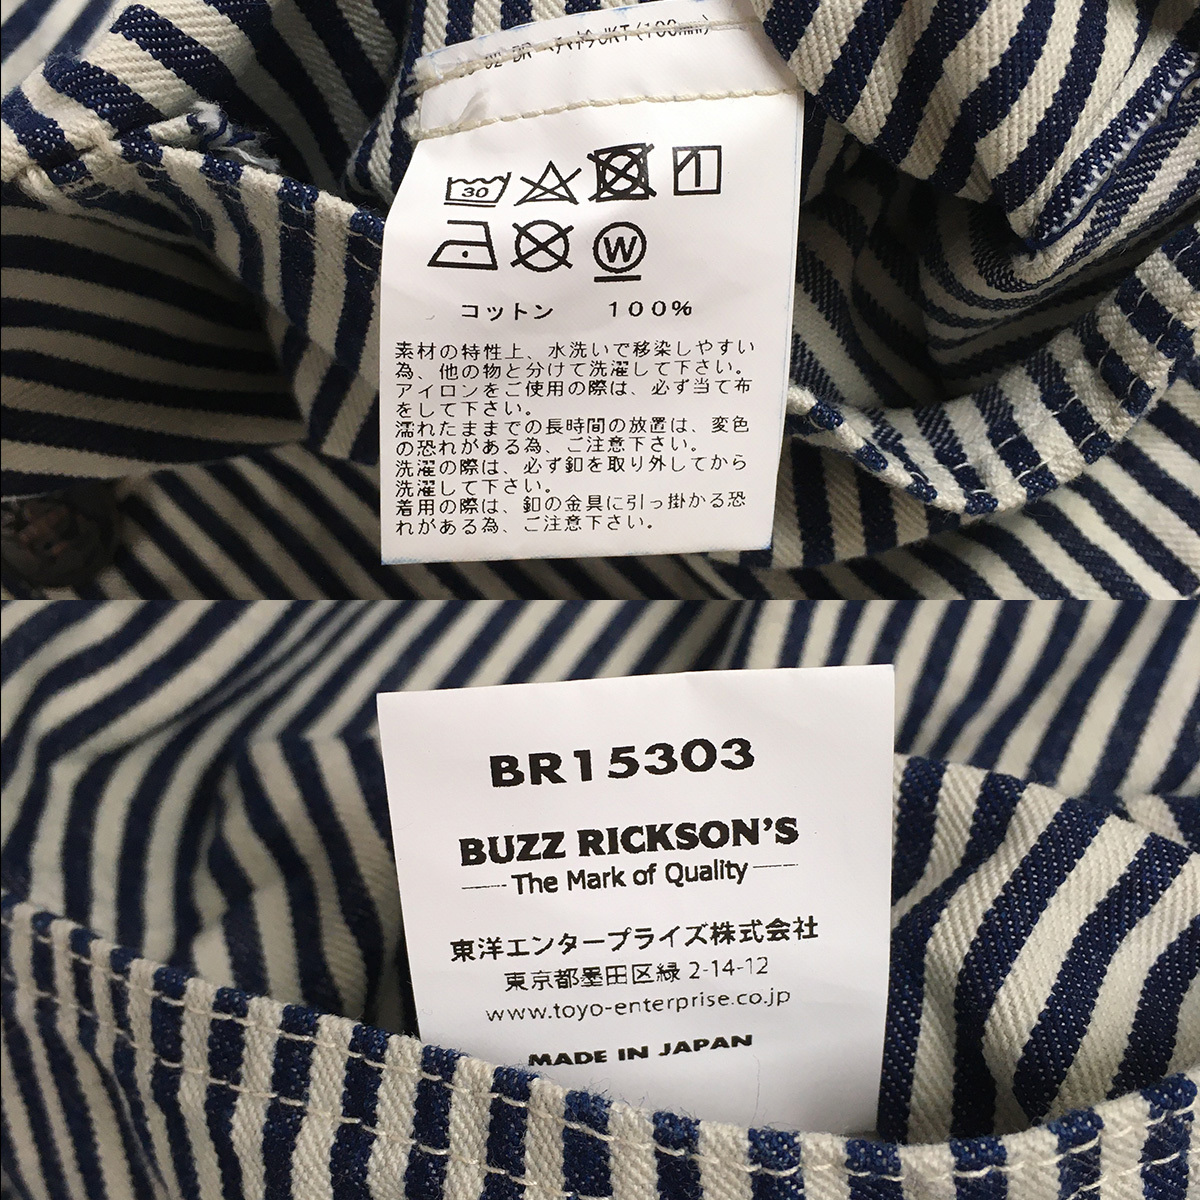 JKT(100mm)
30
W
コットン 100%
素材の特性上、水洗いで移染しやすい
為、他の物と分けて洗濯して下さい。
アイロンをご使用の際は、必ず当て布
をして下さい。
濡れたままでの長時間の放置は、変色
の恐れがある為、ご注意下さい。
洗濯の際は、必ず釦を取り外してから
洗濯して下さい。
着用の際は、釦の金具に引っ掛かる恐
れがある為、ご注意下さい。
BR15303
BUZZ RICKSON'S
The Mark of Quality
東洋エンタープライズ株式会社
東京都墨田区緑 2-14-12
www.toyo-enterprise.co.jp
MADE IN JAPAN